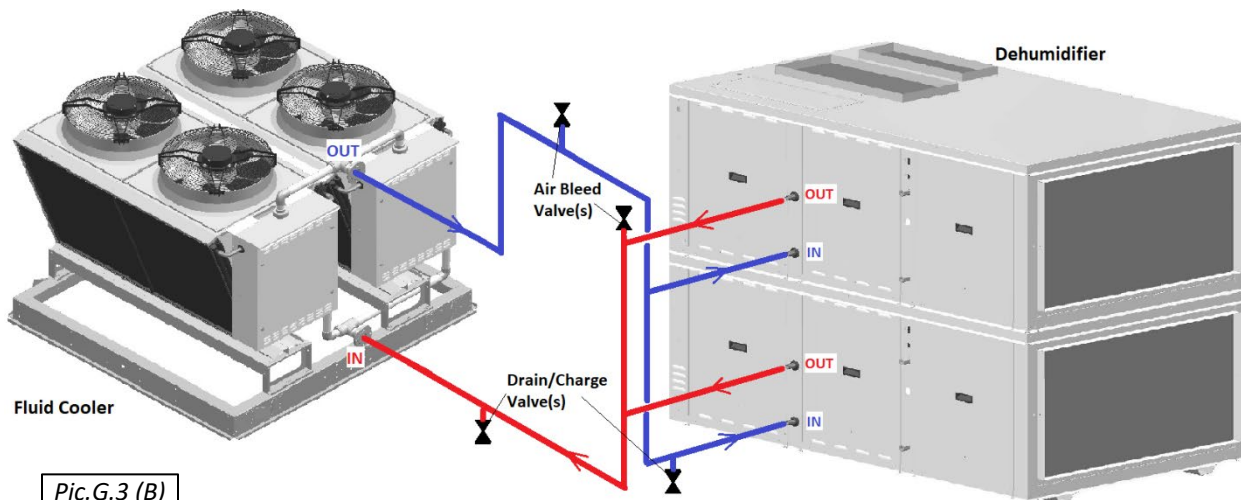 Dehumidifier
OUT
Air Bleed
Valve(s)
OUT
IN
IN
Drain/Charge
Valve(s)
OUT
IN
Fluid Cooler
Pic.G.3 (B)